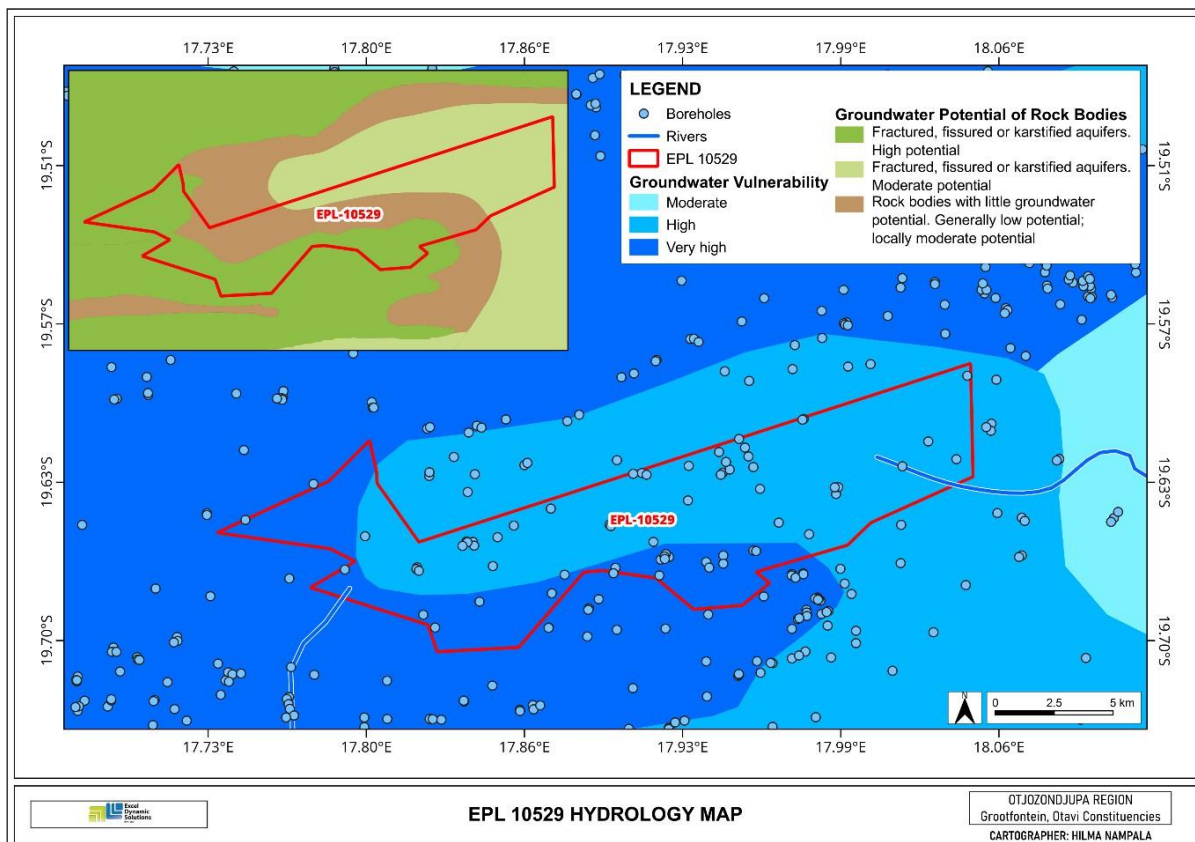 17.73°E 17.80°E 17.86°E 17.93°E 17.99°E 18.06°E
19.51°S
19.57°S
19.63°S
19.70°S
EPL-10529
LEGEND
Boreholes
Rivers
EPL 10529
Groundwater Vulnerability
Moderate
High
Very high
Groundwater Potential of Rock Bodies
Fractured, fissured or karstified aquifers.
High potential
Fractured, fissured or karstified aquifers.
Moderate potential
Rock bodies with little groundwater
potential. Generally low potential;
locally moderate potential
19.51°S
19.57°S
19.63°S
19.70°S
EPL-10529
N
0 2.5 5 km
17.73°E 17.80°E 17.86°E 17.93°E 17.99°E 18.06°E
Excel
Dynamic
Solutions
EPL 10529 HYDROLOGY MAP
OTJOZONDJUPA REGION
Grootfontein, Otavi Constituencies
CARTOGRAPHER: HILMA NAMPALA